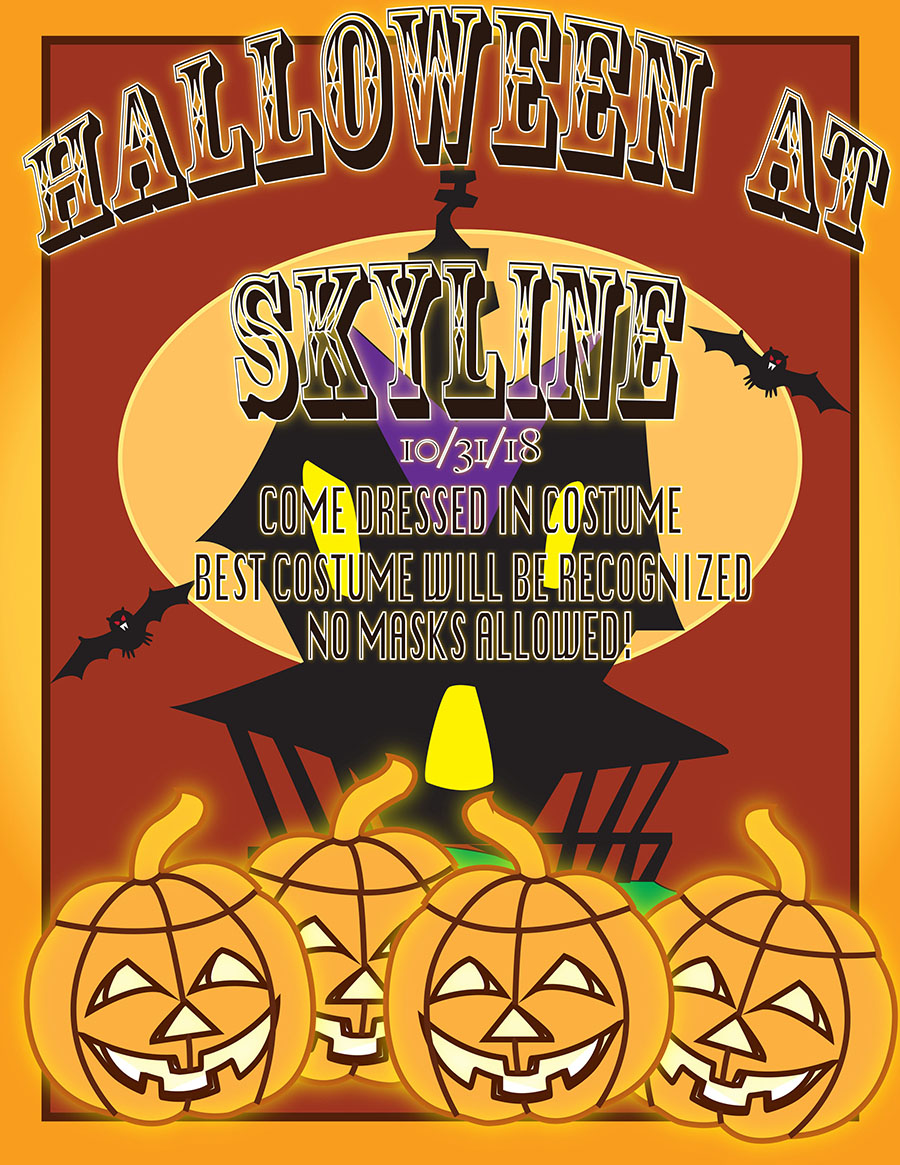 HALLOWEEN AT
SKYLINE
10/31/18
COME DRESSED IN COSTUME
BEST COSTUME WILL BE RECOGNIZED
NO MASKS ALLOWED!